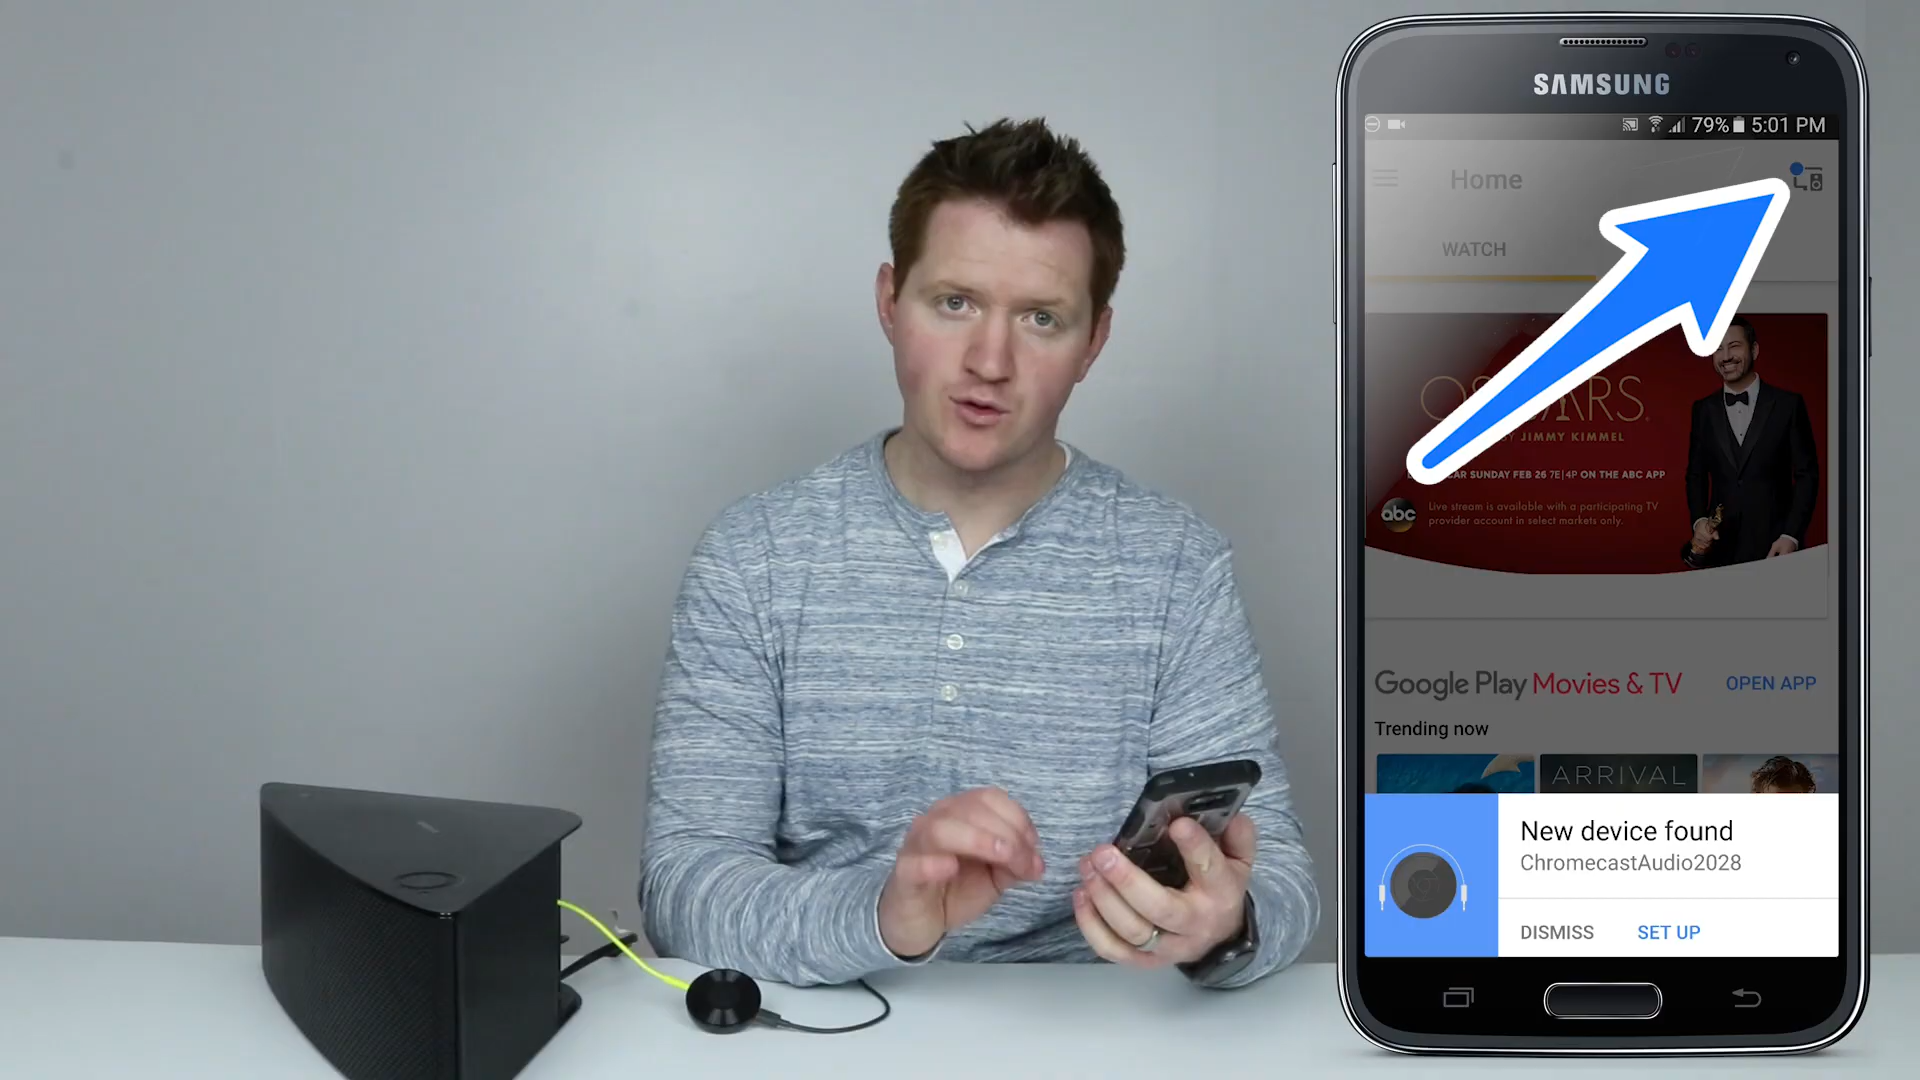 SAMSUNG
79% 5:01 PM
Home
WATCH
BY JIMMY KIMMEL
SUNDAY FEB 26 7E|4P ON THE ABC APP
abc
Live stream is available with a participating TV
provider account in select markets only.
Google Play Movies & TV
OPEN APP
Trending now
ARRIVAL
New device found
ChromecastAudio2028
DISMISS
SET UP